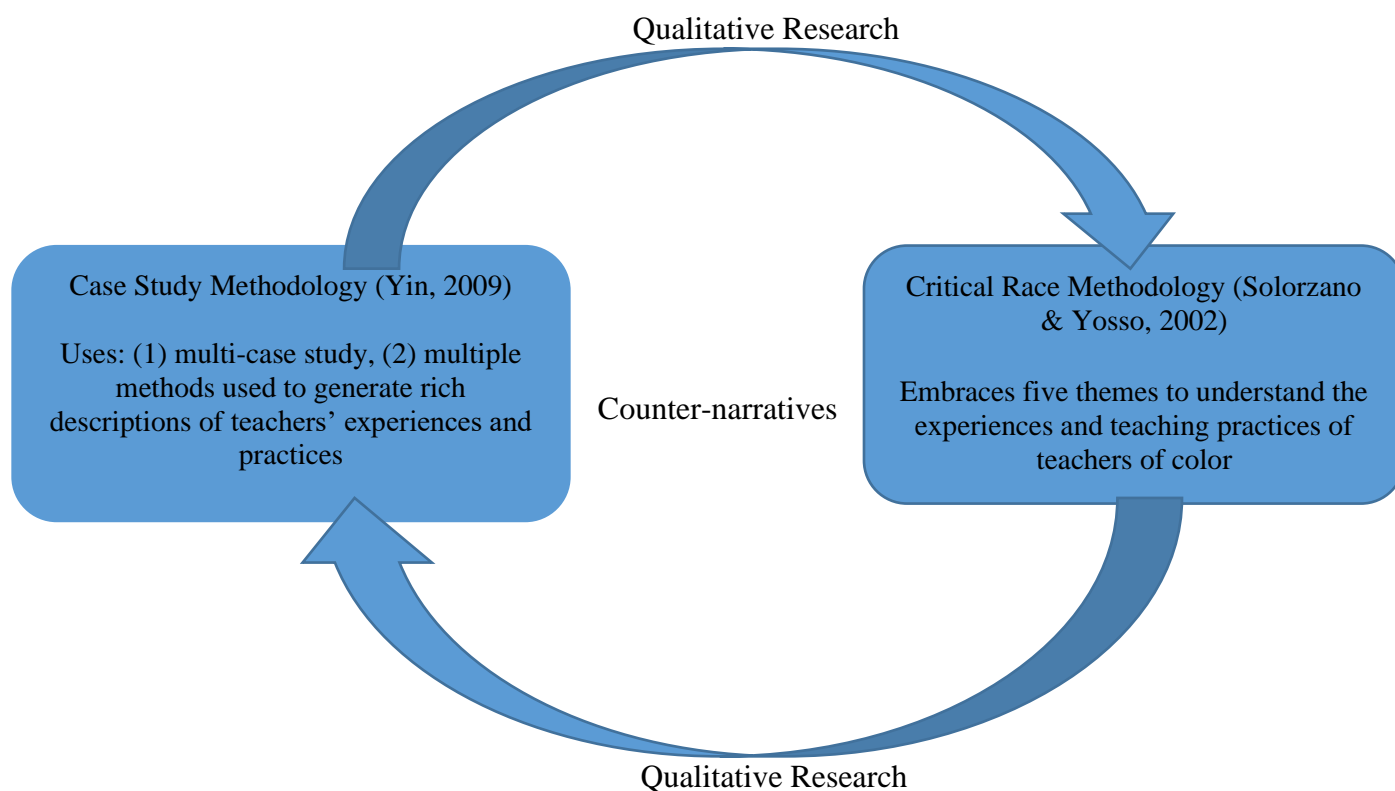 Qualitative Research
Case Study Methodology (Yin, 2009)
Uses: (1) multi-case study, (2) multiple
methods used to generate rich
descriptions of teachers’ experiences and
practices
Counter-narratives
Critical Race Methodology (Solorzano
& Yosso, 2002)
Embraces five themes to understand the
experiences and teaching practices of
teachers of color
Qualitative Research